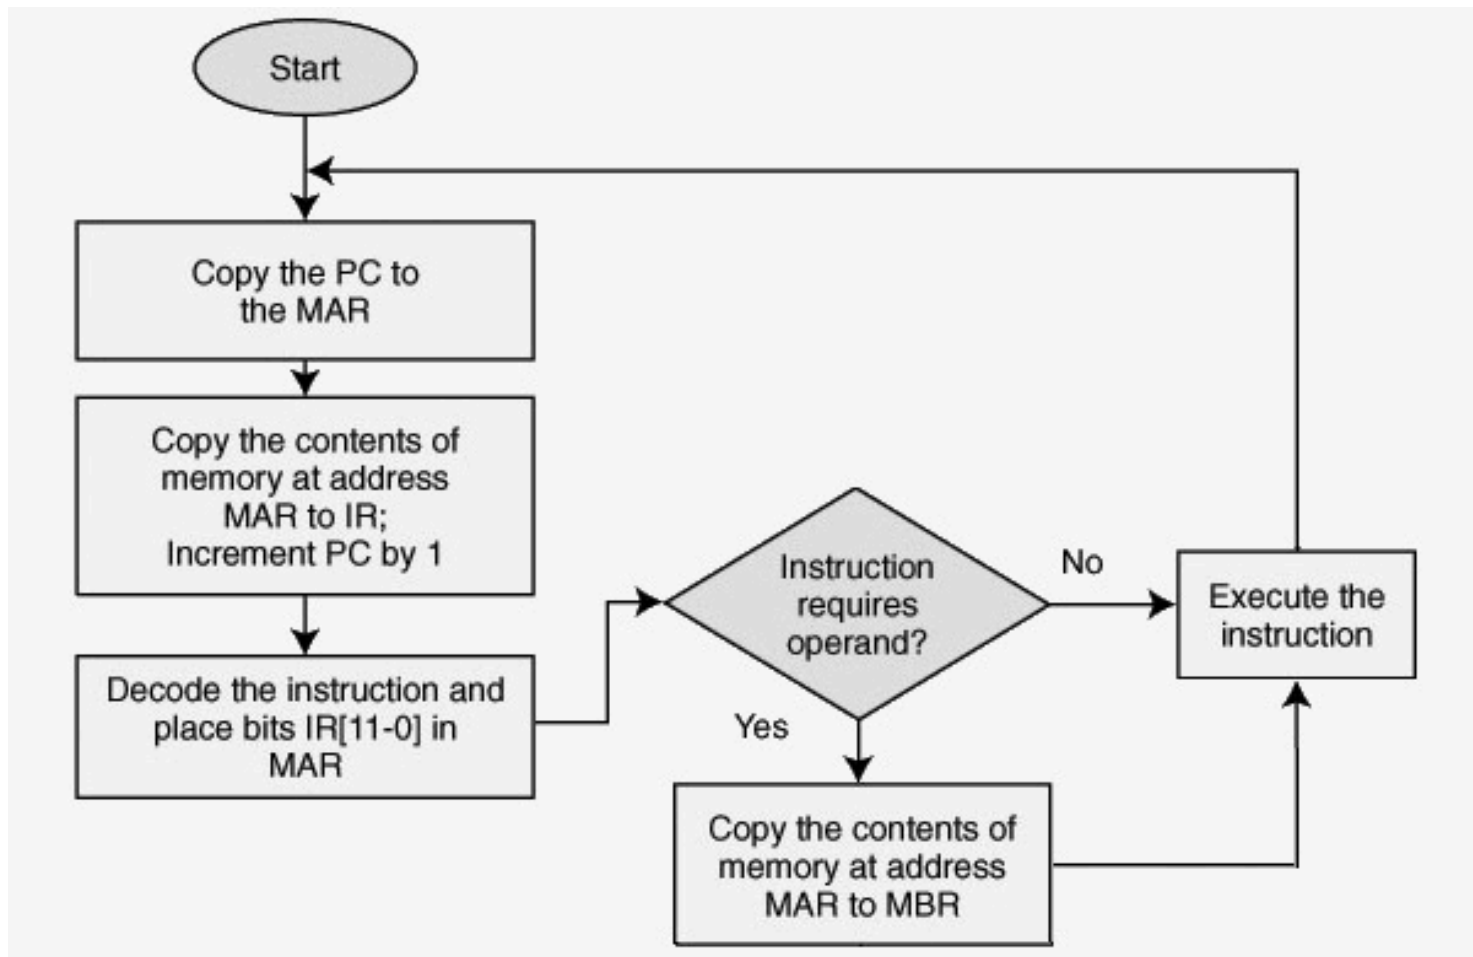 Start
Copy the PC to
the MAR
Copy the contents of
memory at address
MAR to IR;
Increment PC by 1
Decode the instruction and
place bits IR[11-0] in
MAR
Instruction
requires
operand?
No
Yes
Execute the
instruction
Copy the contents of
memory at address
MAR to MBR